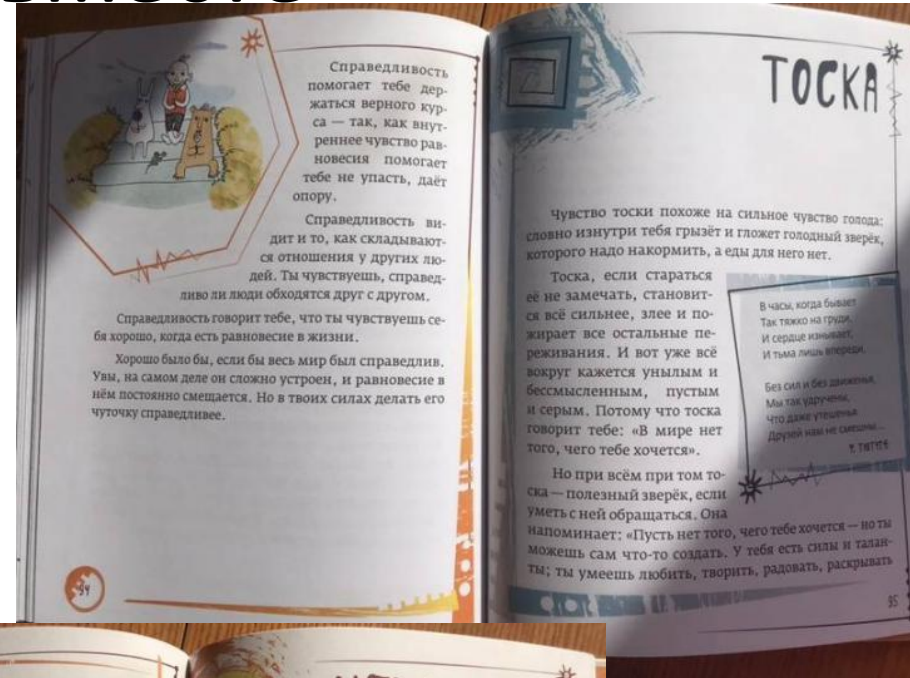 Справедливость
помогает тебе дер-
жаться верного кур-
са — так, как внут-
реннее чувство рав-
новесия помогает
тебе не упасть, даёт
опору.
Справедливость ви-
дит и то, как складывают-
ся отношения у других лю-
дей. Ты чувствуешь, справед-
ливо ли люди обходятся друг с другом.
Справедливость говорит тебе, что ты чувствуешь се-
бя хорошо, когда есть равновесие в жизни.
Хорошо было бы, если бы весь мир был справедлив.
Увы, на самом деле он сложно устроен, и равновесие в
нём постоянно смещается. Но в твоих силах делать его
чуточку справедливее.
94
ТОСКА
Чувство тоски похоже на сильное чувство голода:
словно изнутри тебя грызёт и гложет голодный зверёк,
которого надо накормить, а еды для него нет.
Тоска, если стараться
её не замечать, становит-
ся всё сильнее, злее и по-
жирает все остальные пе-
реживания. И вот уже всё
вокруг кажется унылым и
бессмысленным, пустым
и серым. Потому что тоска
говорит тебе: «В мире нет
того, чего тебе хочется».
Но при всём при том то-
ска — полезный зверёк, если
уметь с ней обращаться. Она
напоминает: «Пусть нет того, чего тебе хочется — но ты
можешь сам что-то создать. У тебя есть силы и талан-
ты; ты умеешь любить, творить, радовать, раскрывать
В часы, когда бывает
Так тяжко на груди,
И сердце изнывает,
И тьма лишь впереди,
Без сил и без движенья,
Мы так удручены,
Что даже утешенья
Друзей нам не смешны...
95